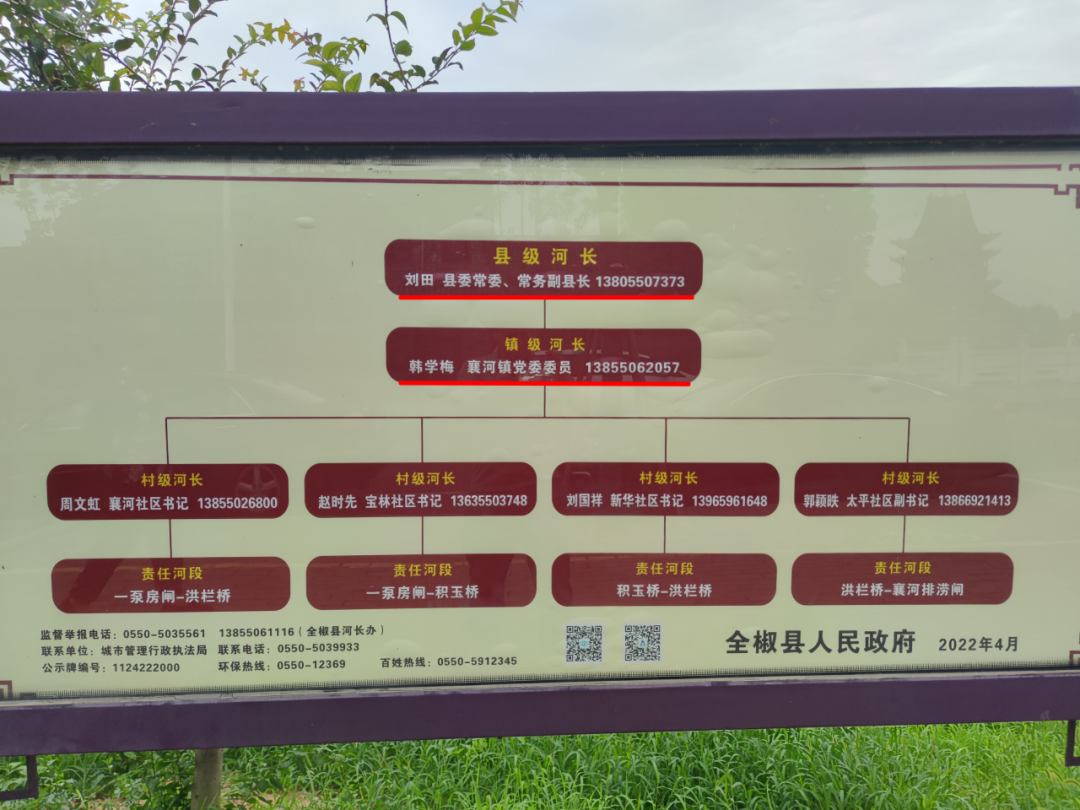 县级河长
刘田 县委常委、常务副县长 13805507373
镇级河长
韩学梅 襄河镇党委委员 13855062057
村级河长
周文虹 襄河社区书记 13855026800
村级河长
赵时先 宝林社区书记 13635503748
村级河长
刘国祥 新华社区书记 13965961648
村级河长
郭颖昳 太平社区副书记 13866921413
责任河段
一泵房闸-洪栏桥
责任河段
一泵房闸-积玉桥
责任河段
积玉桥-洪栏桥
责任河段
洪栏桥-襄河排涝闸
监督举报电话：0550-5035561 13855061116（全椒县河长办）
联系单位：城市管理行政执法局 联系电话：0550-5039933
公示牌编号：1124222000 环保热线：0550-12369 百姓热线：0550-5912345
全椒县人民政府 2022年4月